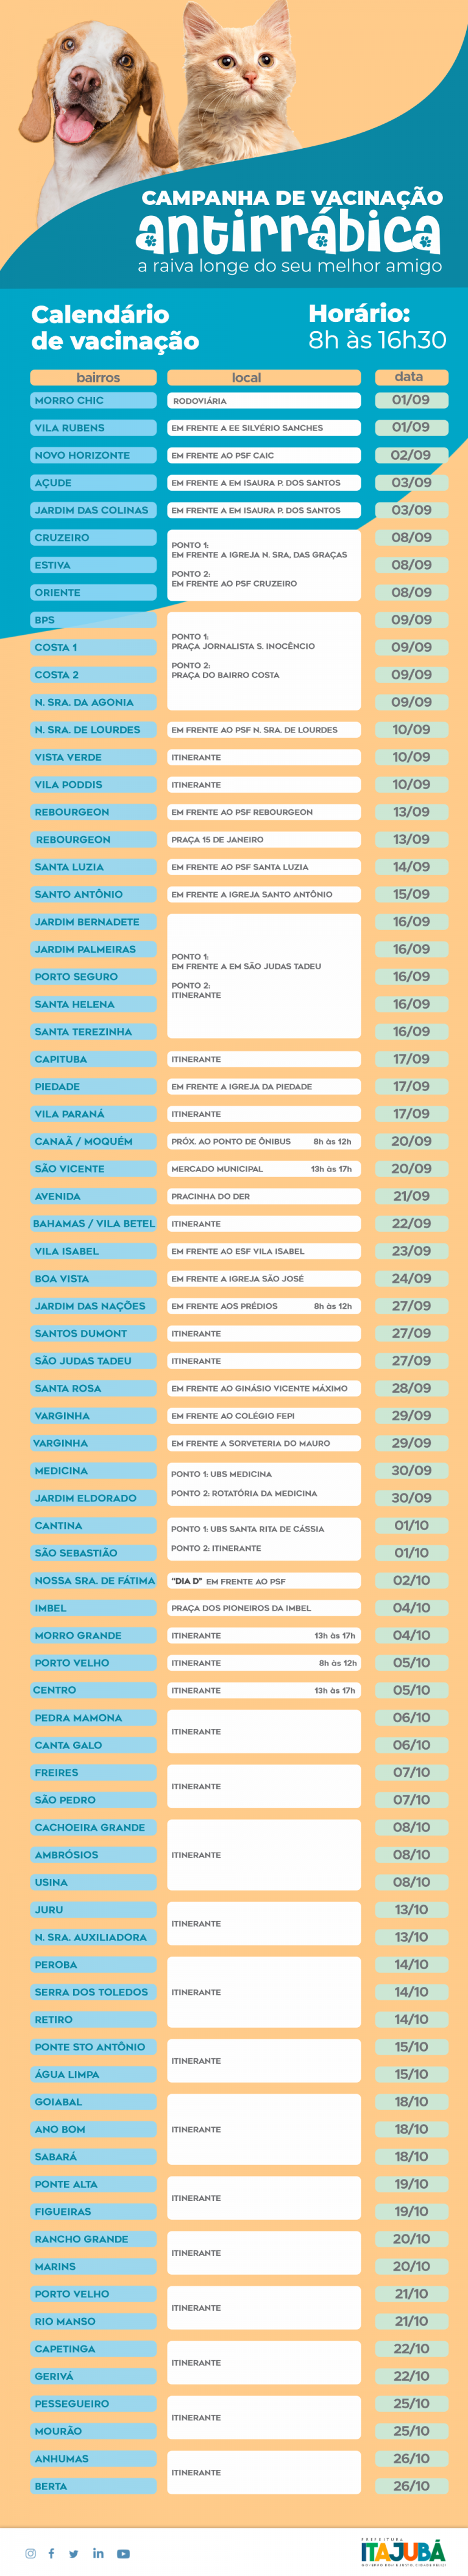 CAMPANHA DE VACINAÇÃO
antirrábica
a raiva longe do seu melhor amigo
Calendário
de vacinação
Horário:
8h às 16h30
bairros local data
MORRO CHIC RODOVIÁRIA 01/09
VILA RUBENS EM FRENTE A EE SILVÉRIO SANCHES 01/09
NOVO HORIZONTE EM FRENTE AO PSF CAIC 02/09
AÇUDE EM FRENTE A EM ISAURA P. DOS SANTOS 03/09
JARDIM DAS COLINAS EM FRENTE A EM ISAURA P. DOS SANTOS 03/09
CRUZEIRO 08/09
PONTO 1:
EM FRENTE A IGREJA N. SRA, DAS GRAÇAS
ESTIVA 08/09
PONTO 2:
EM FRENTE AO PSF CRUZEIRO
ORIENTE 08/09
BPS 09/09
PONTO 1:
PRAÇA JORNALISTA S. INOCÊNCIO
COSTA 1 09/09
PONTO 2:
PRAÇA DO BAIRRO COSTA
COSTA 2 09/09
N. SRA. DA AGONIA 09/09
N. SRA. DE LOURDES EM FRENTE AO PSF N. SRA. DE LOURDES 10/09
VISTA VERDE ITINERANTE 10/09
VILA PODDIS ITINERANTE 10/09
REBOURGEON EM FRENTE AO PSF REBOURGEON 13/09
REBOURGEON PRAÇA 15 DE JANEIRO 13/09
SANTA LUZIA EM FRENTE AO PSF SANTA LUZIA 14/09
SANTO ANTÔNIO EM FRENTE A IGREJA SANTO ANTÔNIO 15/09
JARDIM BERNADETE 16/09
JARDIM PALMEIRAS 16/09
PONTO 1:
EM FRENTE A EM SÃO JUDAS TADEU
PORTO SEGURO 16/09
PONTO 2:
ITINERANTE
SANTA HELENA 16/09
SANTA TEREZINHA 16/09
CAPITUBA ITINERANTE 17/09
PIEDADE EM FRENTE A IGREJA DA PIEDADE 17/09
VILA PARANÁ ITINERANTE 17/09
CANAÃ / MOQUÉM PRÓX. AO PONTO DE ÔNIBUS 8h às 12h 20/09
SÃO VICENTE MERCADO MUNICIPAL 13h às 17h 20/09
AVENIDA PRACINHA DO DER 21/09
BAHAMAS / VILA BETEL ITINERANTE 22/09
VILA ISABEL EM FRENTE AO ESF VILA ISABEL 23/09
BOA VISTA EM FRENTE A IGREJA SÃO JOSÉ 24/09
JARDIM DAS NAÇÕES EM FRENTE AOS PRÉDIOS 8h às 12h 27/09
SANTOS DUMONT ITINERANTE 27/09
SÃO JUDAS TADEU ITINERANTE 27/09
SANTA ROSA EM FRENTE AO GINÁSIO VICENTE MÁXIMO 28/09
VARGINHA EM FRENTE AO COLÉGIO FEPI 29/09
VARGINHA EM FRENTE A SORVETERIA DO MAURO 29/09
MEDICINA PONTO 1: UBS MEDICINA 30/09
JARDIM ELDORADO PONTO 2: ROTATÓRIA DA MEDICINA 30/09
CANTINA PONTO 1: UBS SANTA RITA DE CÁSSIA 01/10
SÃO SEBASTIÃO PONTO 2: ITINERANTE 01/10
NOSSA SRA. DE FÁTIMA "DIA D" EM FRENTE AO PSF 02/10
IMBEL PRAÇA DOS PIONEIROS DA IMBEL 04/10
MORRO GRANDE ITINERANTE 13h às 17h 04/10
PORTO VELHO ITINERANTE 8h às 12h 05/10
CENTRO ITINERANTE 13h às 17h 05/10
PEDRA MAMONA 06/10
ITINERANTE
CANTA GALO 06/10
FREIRES 07/10
ITINERANTE
SÃO PEDRO 07/10
CACHOEIRA GRANDE 08/10
AMBRÓSIOS ITINERANTE 08/10
USINA 08/10
JURU 13/10
ITINERANTE
N. SRA. AUXILIADORA 13/10
PEROBA 14/10
SERRA DOS TOLEDOS ITINERANTE 14/10
RETIRO 14/10
PONTE STO ANTÔNIO 15/10
ITINERANTE
ÁGUA LIMPA 15/10
GOIABAL 18/10
ANO BOM ITINERANTE 18/10
SABARÁ 18/10
PONTE ALTA 19/10
ITINERANTE
FIGUEIRAS 19/10
RANCHO GRANDE 20/10
ITINERANTE
MARINS 20/10
PORTO VELHO 21/10
ITINERANTE
RIO MANSO 21/10
CAPETINGA 22/10
ITINERANTE
GERIVÁ 22/10
PESSEGUEIRO 25/10
ITINERANTE
MOURÃO 25/10
ANHUMAS 26/10
ITINERANTE
BERTA 26/10
PREFEITURA
ITAJUBÁ